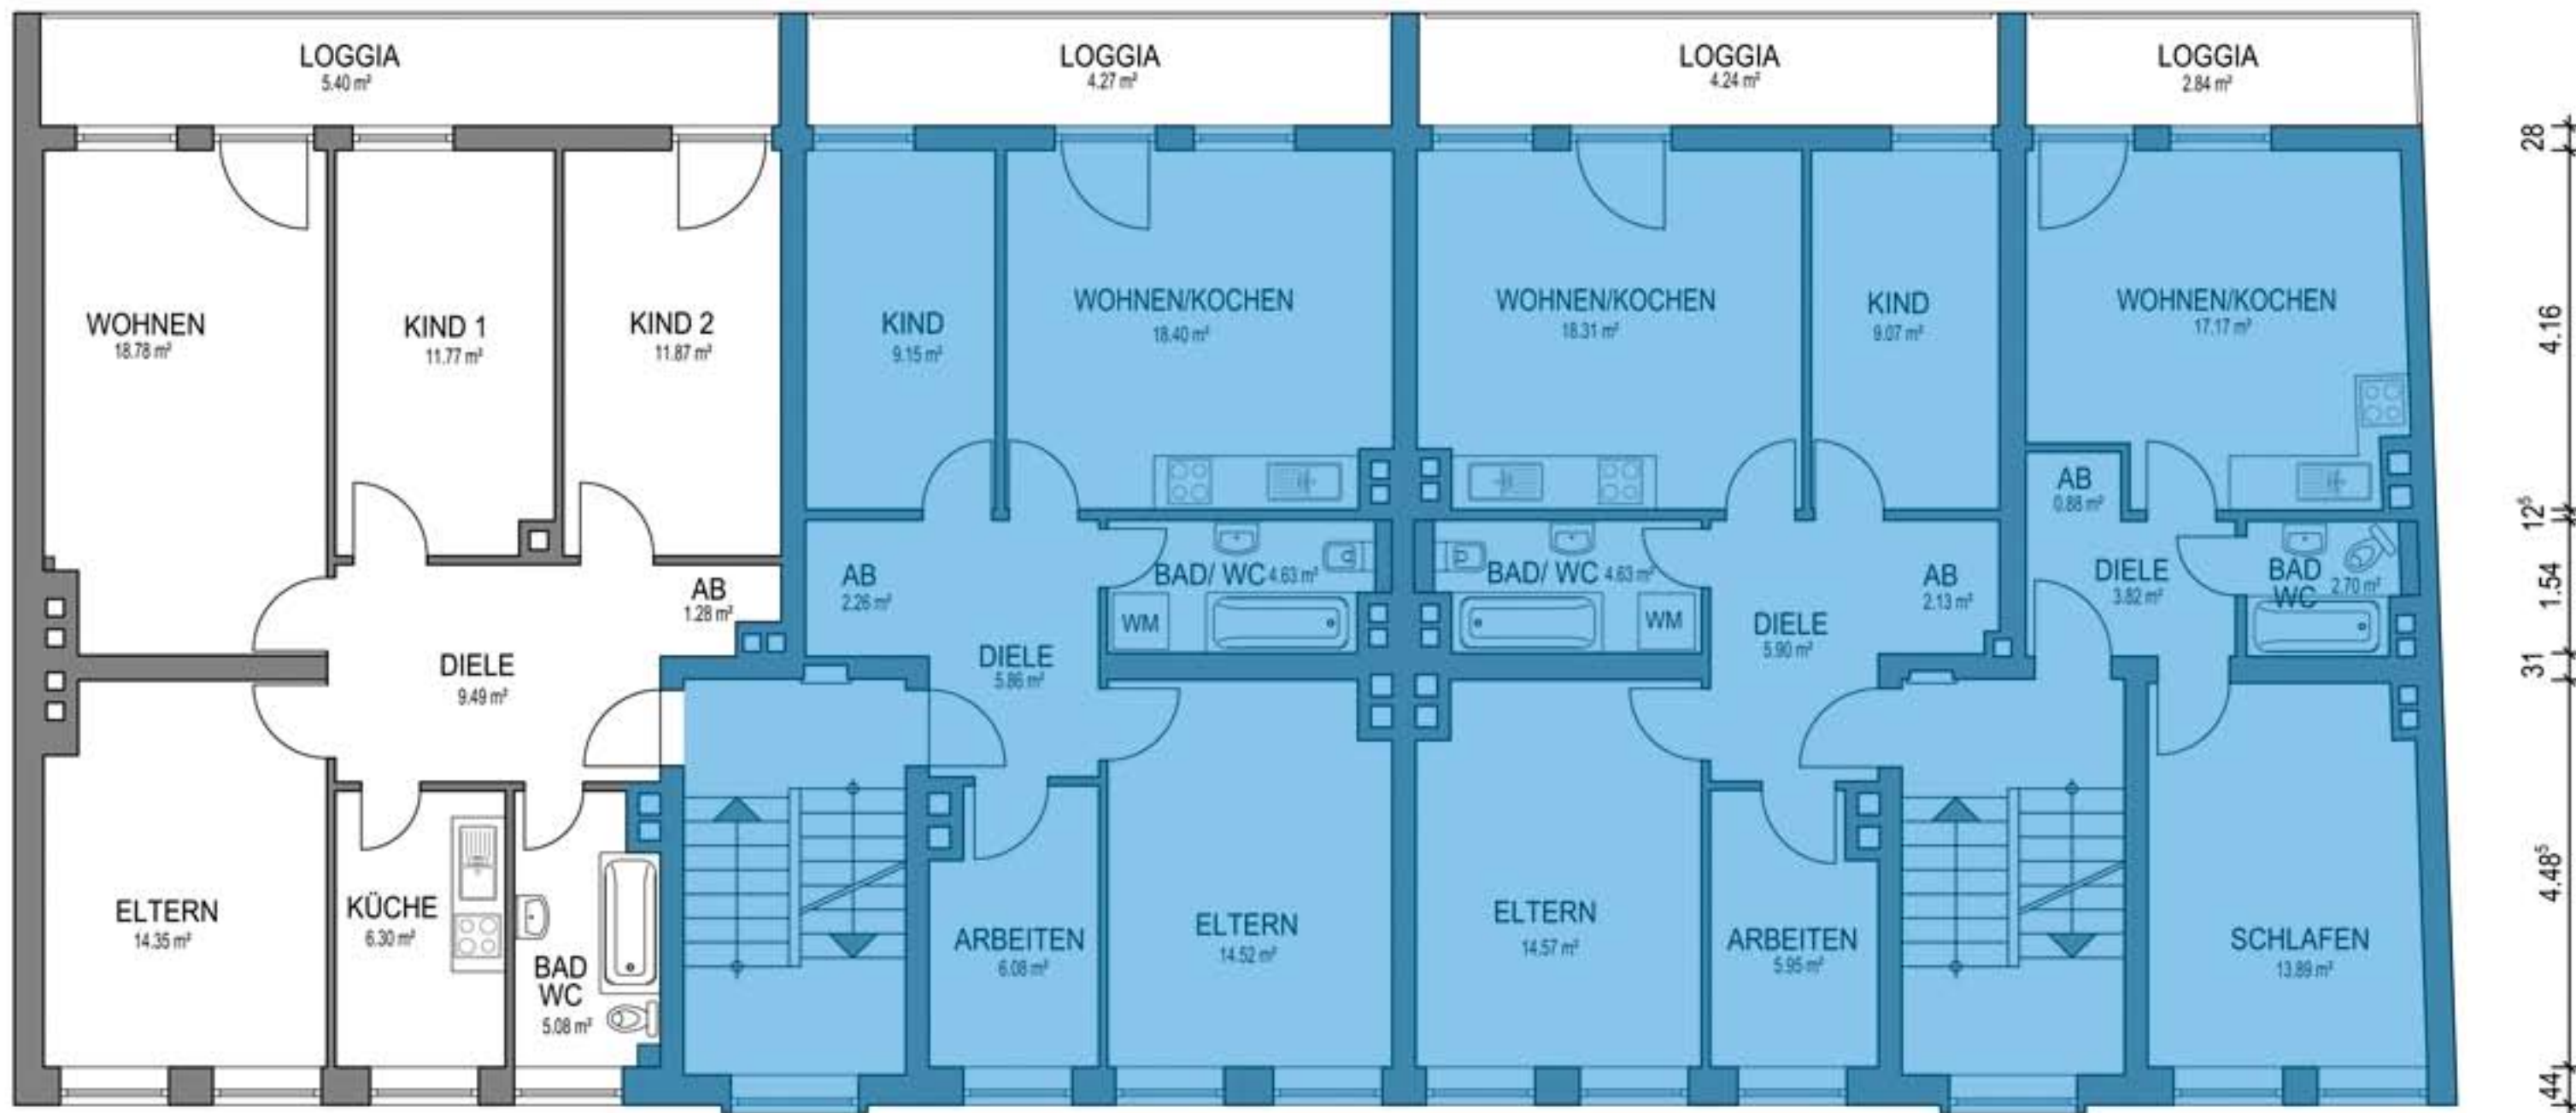 LOGGIA
5.40 m²
LOGGIA
4.27 m²
LOGGIA
4.24 m²
LOGGIA
2.84 m²
WOHNEN
18.78 m²
KIND 1
11.77 m²
KIND 2
11.87 m²
KIND
9.15 m²
WOHNEN/KOCHEN
18.40 m²
WOHNEN/KOCHEN
18.31 m²
KIND
9.07 m²
WOHNEN/KOCHEN
17.17 m²
AB
1.28 m²
AB
2.26 m²
BAD/ WC 4.63 m²
WM
BAD/ WC 4.63 m²
WM
AB
2.13 m²
AB
0.88 m²
DIELE
3.82 m²
BAD
WC
2.70 m²
DIELE
9.49 m²
DIELE
5.86 m²
DIELE
5.90 m²
ELTERN
14.35 m²
KÜCHE
6.30 m²
BAD
WC
5.08 m²
ARBEITEN
6.08 m²
ELTERN
14.52 m²
ELTERN
14.57 m²
ARBEITEN
5.95 m²
SCHLAFEN
13.89 m²
28
4.16
12⁵
1.54
31
4.48⁵
44